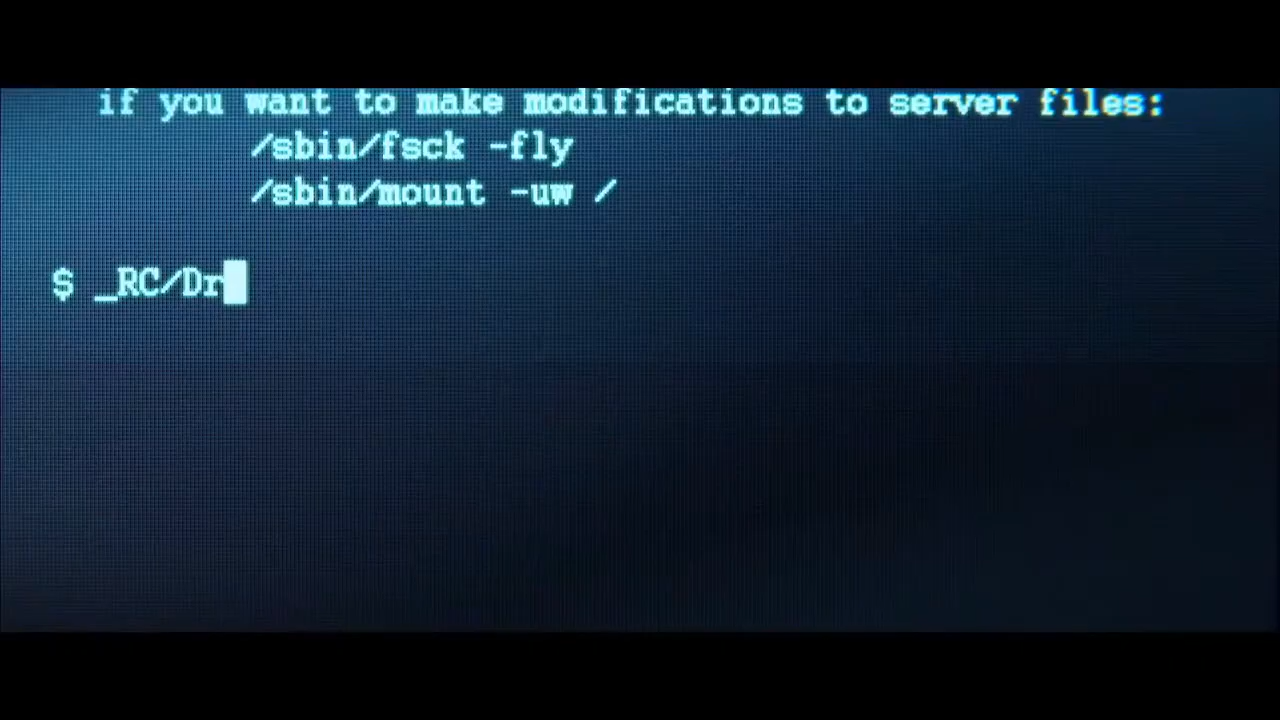 if you want to make modifications to server files:
/sbin/fsck -fly
/sbin/mount -uw /
$ _RC/Dr